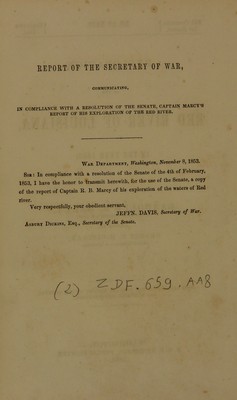 REPORT OF THE SECRETARY OF WAR,
COMMUNICATING,
IN COMPLIANCE WITH A RESOLUTION OF THE SENATE, CAPTAIN MARCY'S
REPORT OF HIS EXPLORATION OF THE RED RIVER.
WAR DEPARTMENT, Washington, November 9, 1853.
SIR: In compliance with a resolution of the Senate of the 4th of February,
1853, I have the honor to transmit herewith, for the use of the Senate, a copy
of the report of Captain R. B. Marcy of his exploration of the waters of Red
river.
Very respectfully, your obedient servant,
JEFFN. DAVIS, Secretary of War.
ASBURY DICKINS, Esq., Secretary of the Senate.
(2) ZDF.659.AA8